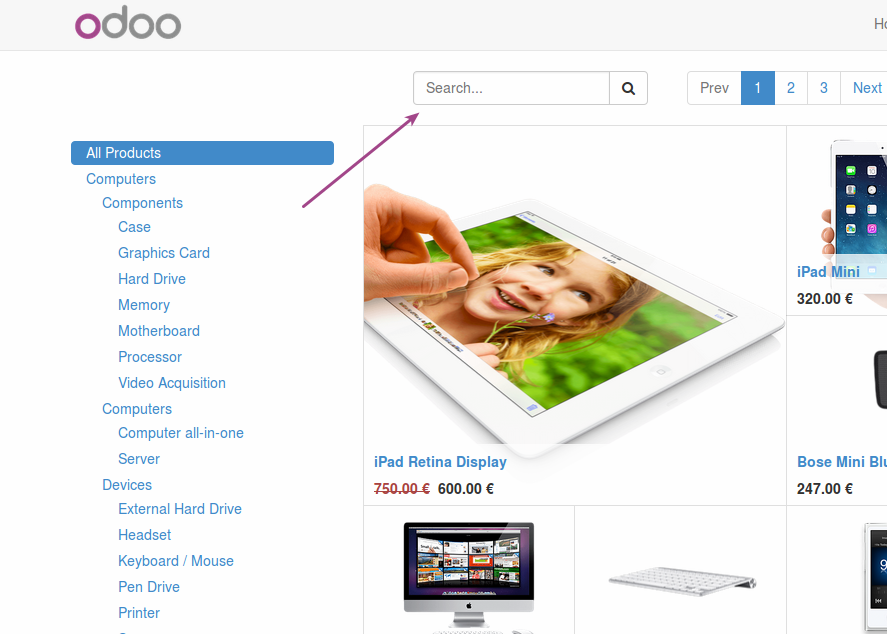 odoo
Ho
Search...
Prev 1 2 3 Next
All Products
Computers
Components
Case
Graphics Card
Hard Drive
Memory
Motherboard
Processor
Video Acquisition
Computers
Computer all-in-one
Server
Devices
External Hard Drive
Headset
Keyboard / Mouse
Pen Drive
Printer
iPad Retina Display
750.00 € 600.00 €
iPad Mini
320.00 €
Bose Mini Blu
247.00 €